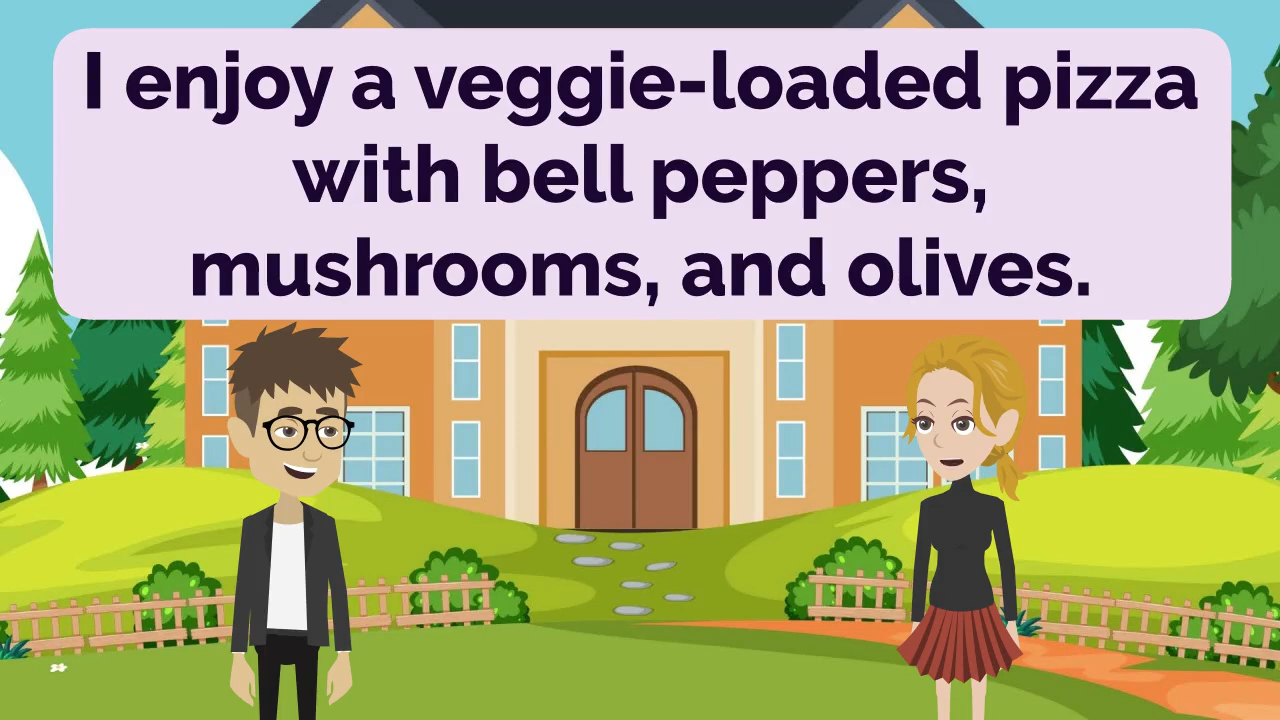 I enjoy a veggie-loaded pizza
with bell peppers,
mushrooms, and olives.